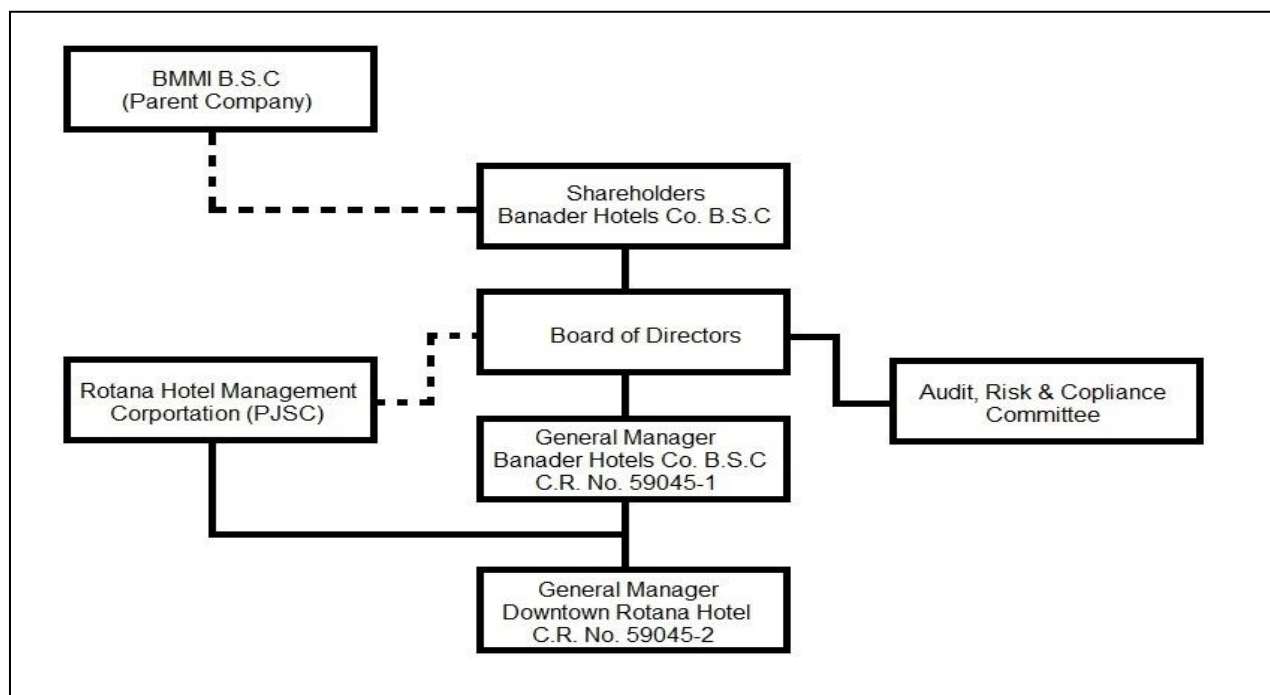 BMMI B.S.C
(Parent Company)
Shareholders
Banader Hotels Co. B.S.C
Board of Directors
Rotana Hotel Management
Corportation (PJSC)
Audit, Risk & Copliance
Committee
General Manager
Banader Hotels Co. B.S.C
C.R. No. 59045-1
General Manager
Downtown Rotana Hotel
C.R. No. 59045-2